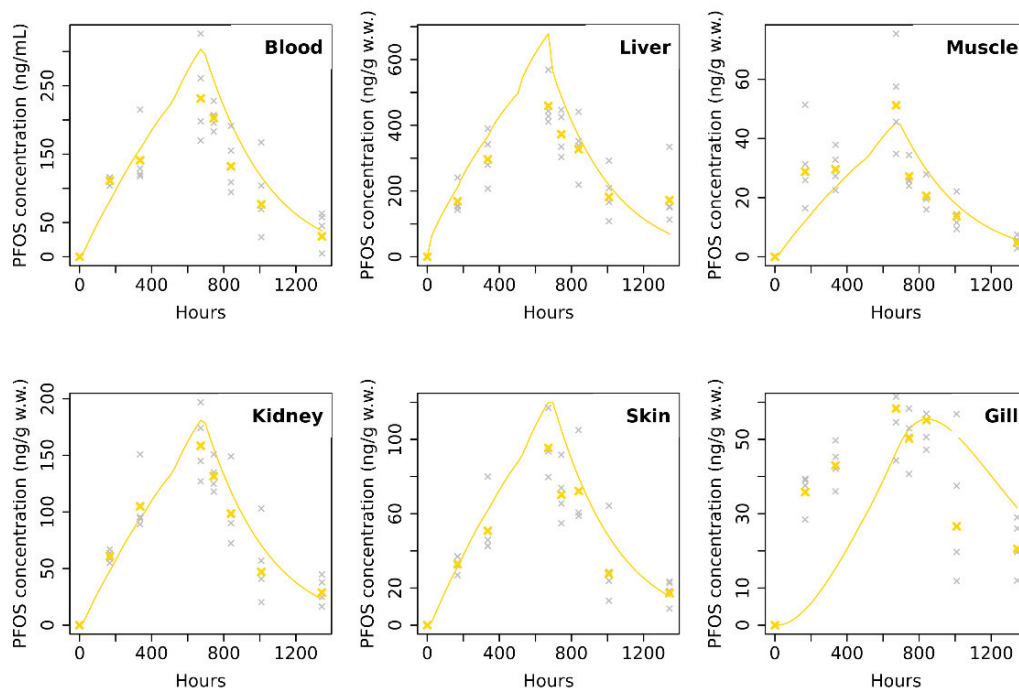 Blood
PFOS concentration (ng/mL)
0 50 150 250
0 400 800 1200
Hours
Liver
PFOS concentration (ng/g w.w.)
0 200 400 600
0 400 800 1200
Hours
Muscle
PFOS concentration (ng/g w.w.)
0 20 40 60
0 400 800 1200
Hours
Kidney
PFOS concentration (ng/g w.w.)
0 50 100 150 200
0 400 800 1200
Hours
Skin
PFOS concentration (ng/g w.w.)
0 20 60 100
0 400 800 1200
Hours
Gill
PFOS concentration (ng/g w.w.)
0 10 30 50
0 400 800 1200
Hours